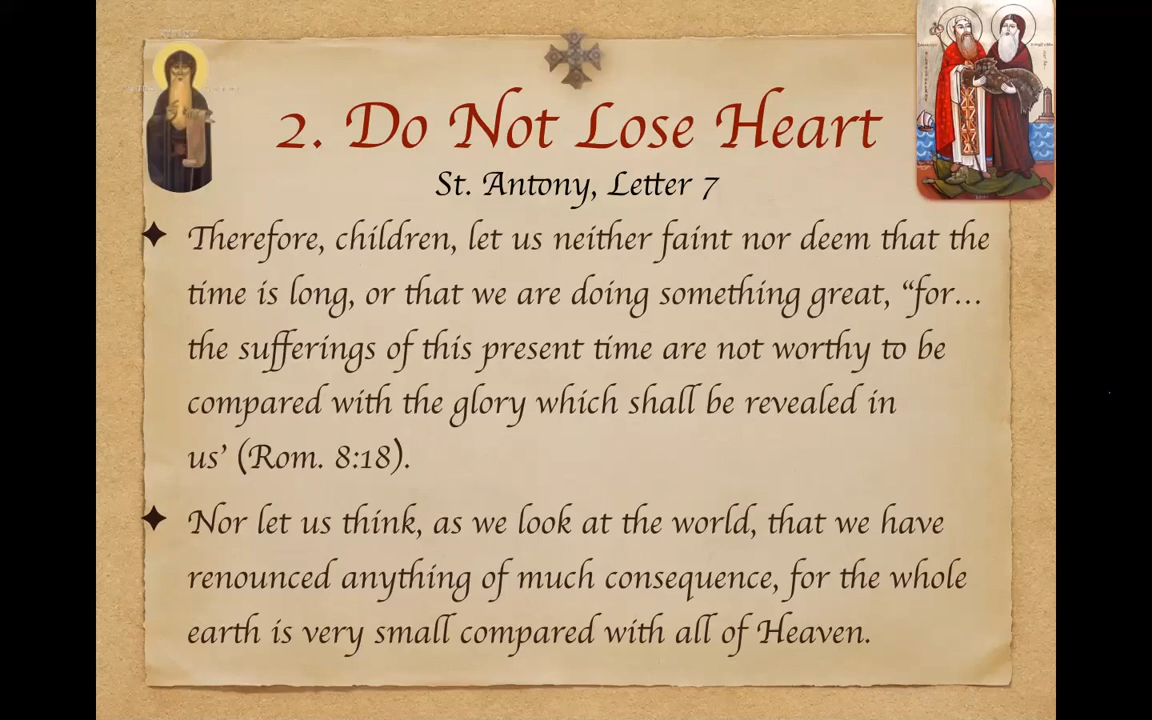 2. Do Not Lose Heart
St. Antony, Letter 7
Therefore, children, let us neither faint nor deem that the
time is long, or that we are doing something great, “for…
the sufferings of this present time are not worthy to be
compared with the glory which shall be revealed in
us’ (Rom. 8:18).
Nor let us think, as we look at the world, that we have
renounced anything of much consequence, for the whole
earth is very small compared with all of Heaven.